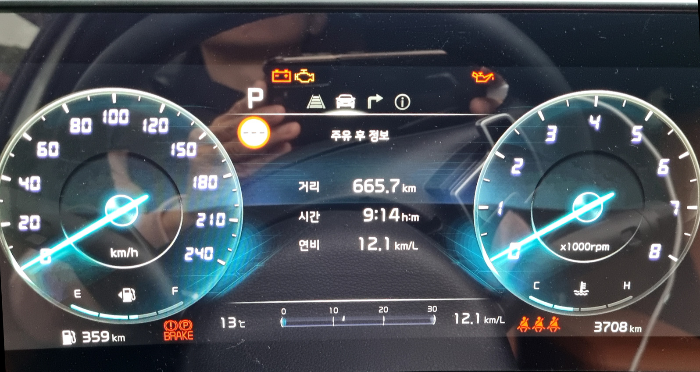 P
주유 후 정보
거리 665.7 km
시간 9:14 h:m
연비 12.1 km/L
0 20 40 60 80 100 120 150 180 210 240
km/h
E F
0 1 2 3 4 5 6 7 8
x1000rpm
C H
359 km
BRAKE
13℃
0 10 20 30
12.1 km/L
3708 km